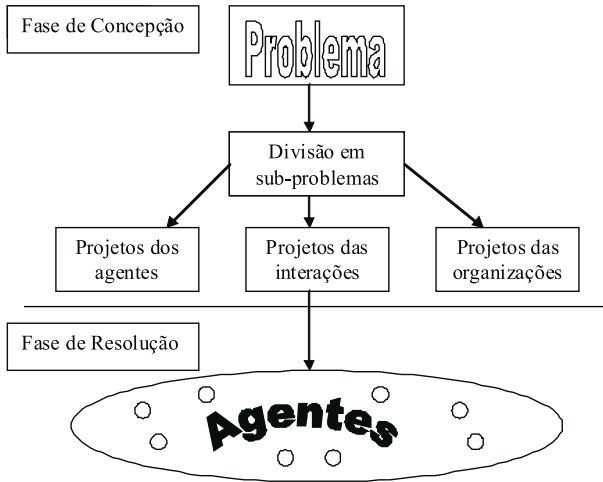 Fase de Concepção
Problema
Divisão em
sub-problemas
Projetos dos
agentes
Projetos das
interações
Projetos das
organizações
Fase de Resolução
Agentes